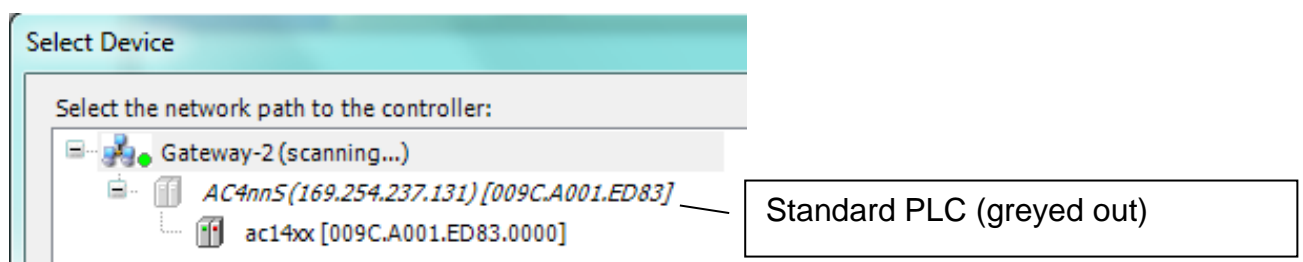 Select Device
Select the network path to the controller:
Gateway-2 (scanning...)
AC4nnS(169.254.237.131) [009C.A001.ED83]
Standard PLC (greyed out)
ac14xx [009C.A001.ED83.0000]